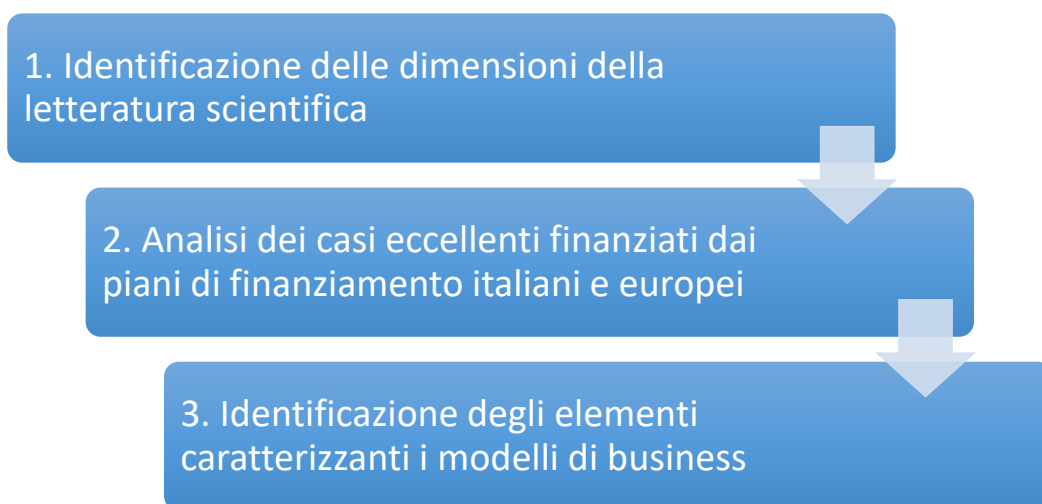 1. Identificazione delle dimensioni della
letteratura scientifica
2. Analisi dei casi eccellenti finanziati dai
piani di finanziamento italiani e europei
3. Identificazione degli elementi
caratterizzanti i modelli di business